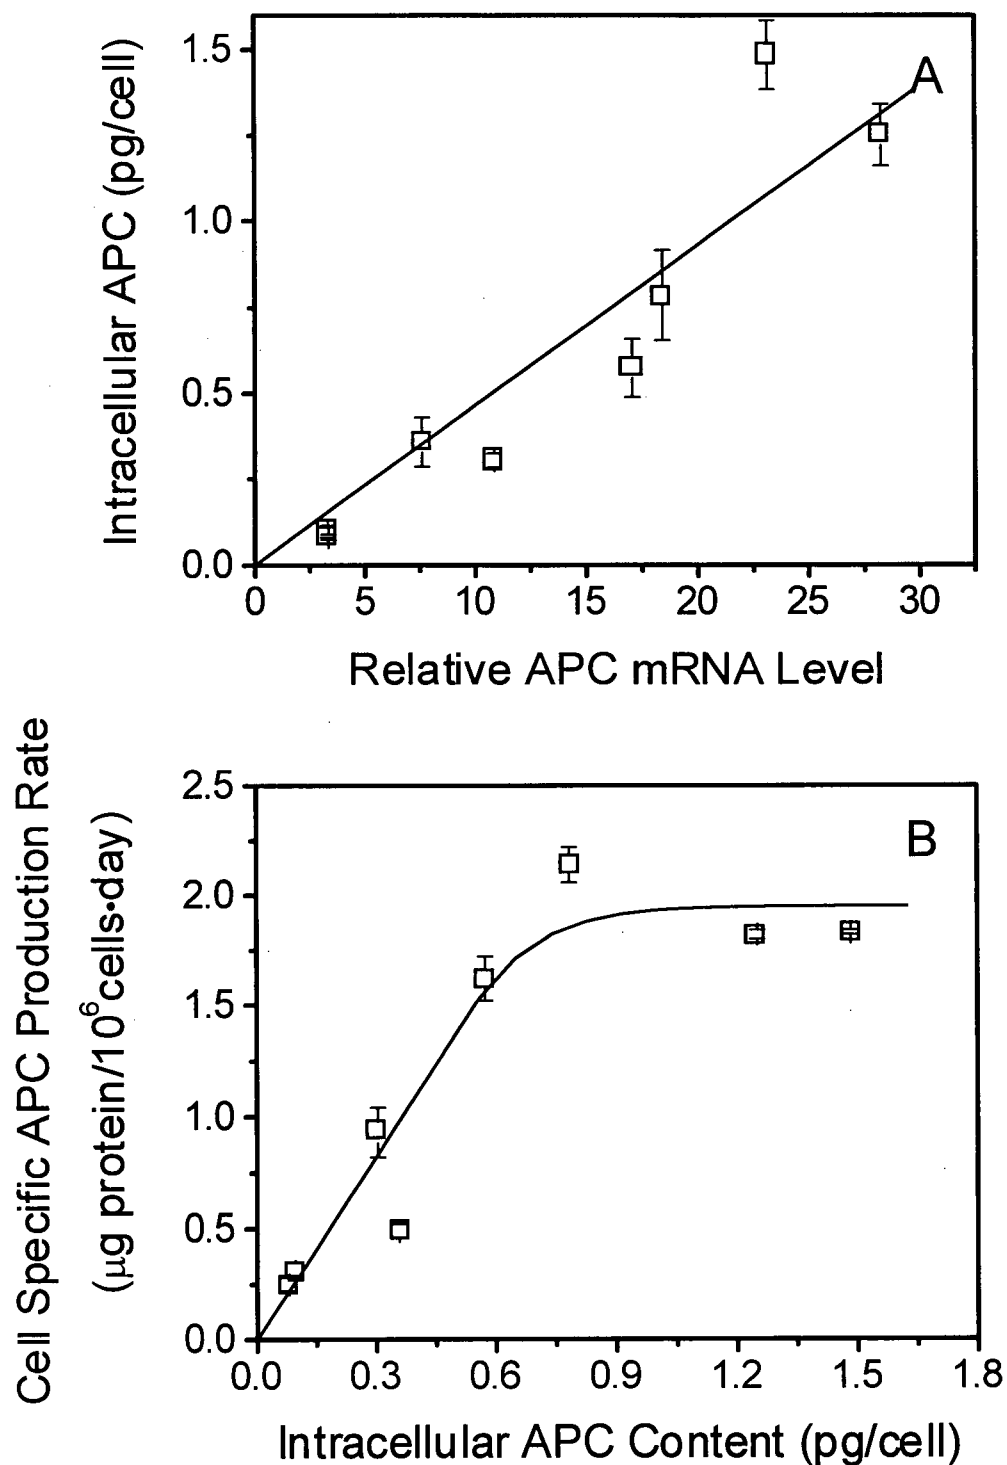 A
Intracellular APC (pg/cell)
1.5
1.0
0.5
0.0
0 5 10 15 20 25 30
Relative APC mRNA Level
B
Cell Specific APC Production Rate
(μg protein/10⁶cells•day)
2.5
2.0
1.5
1.0
0.5
0.0
0.0 0.3 0.6 0.9 1.2 1.5 1.8
Intracellular APC Content (pg/cell)